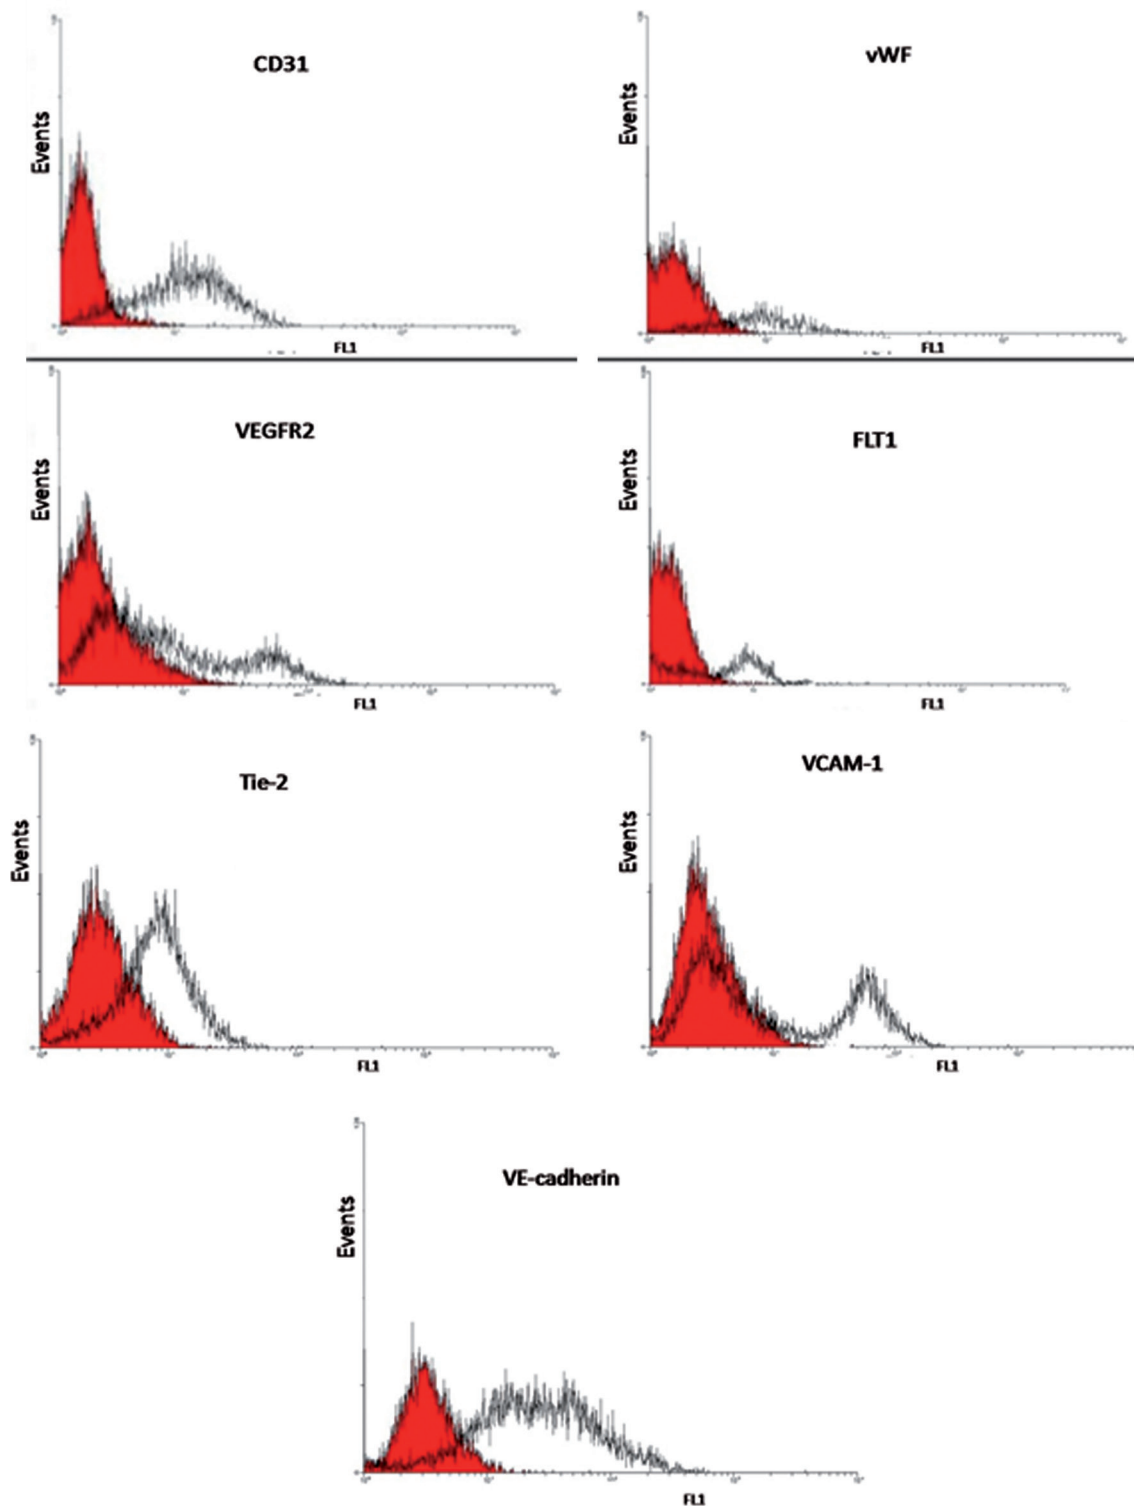 CD31
Events
FL1
vWF
Events
FL1
VEGFR2
Events
FL1
FLT1
Events
FL1
Tie-2
Events
FL1
VCAM-1
Events
FL1
VE-cadherin
Events
FL1